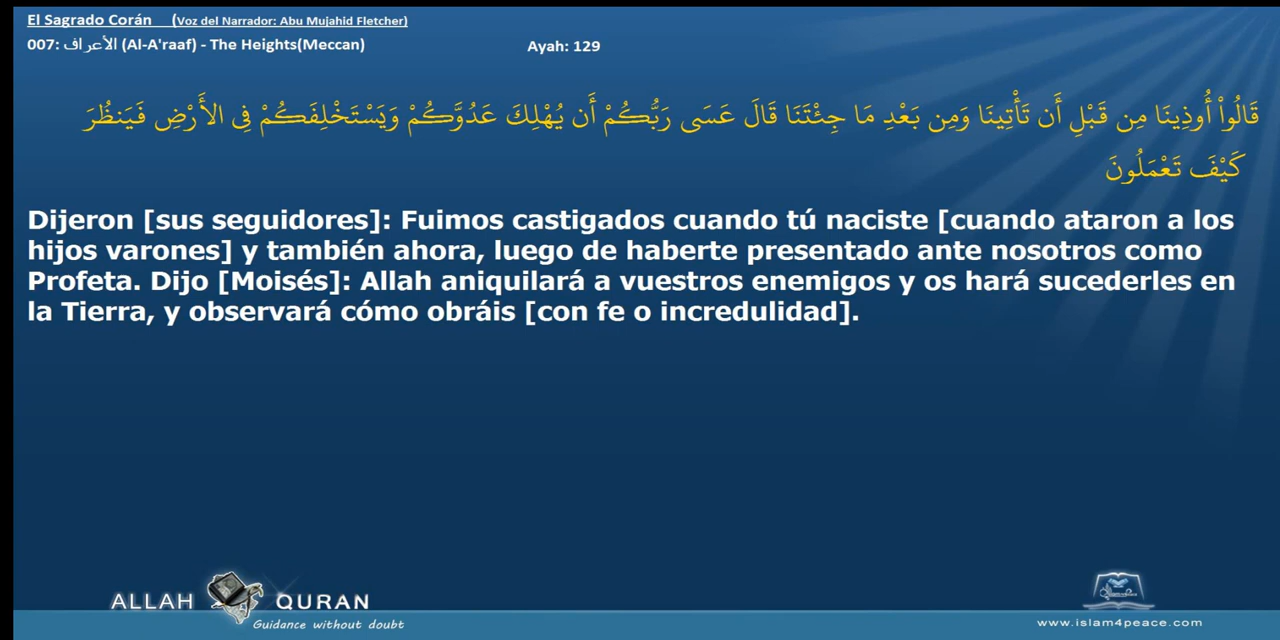 El Sagrado Corán (Voz del Narrador: Abu Mujahid Fletcher)
007: الأعراف (Al-A'raaf) - The Heights(Meccan) Ayah: 129
قَالُواْ أُوذِينَا مِن قَبْلِ أَن تَأْتِينَا وَمِن بَعْدِ مَا جِئْتَنَا قَالَ عَسَى رَبُّكُمْ أَن يُهْلِكَ عَدُوَّكُمْ وَيَسْتَخْلِفَكُمْ فِى الأَرْضِ فَيَنظُرَ
كَيْفَ تَعْمَلُونَ
Dijeron [sus seguidores]: Fuimos castigados cuando tú naciste [cuando ataron a los
hijos varones] y también ahora, luego de haberte presentado ante nosotros como
Profeta. Dijo [Moisés]: Allah aniquilará a vuestros enemigos y os hará sucederles en
la Tierra, y observará cómo obráis [con fe o incredulidad].
ALLAH QURAN
Guidance without doubt
www.islam4peace.com